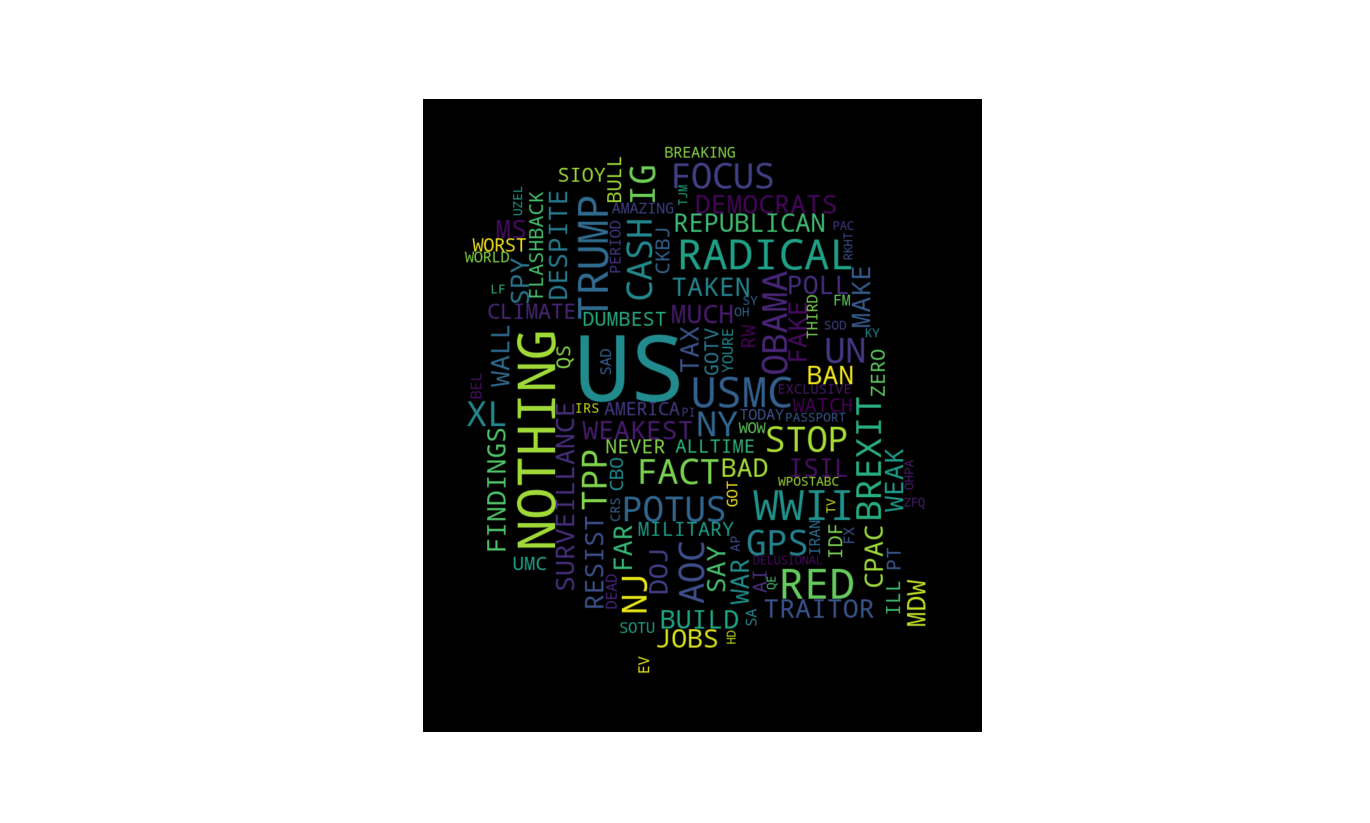 BREAKING
SIOY
BULL
IG
FOCUS
UZEL
TJM
FLASHBACK
DESPITE
TRUMP
AMAZING
DEMOCRATS
MS
PERIOD
CASH
CKBJ
REPUBLICAN
PAC
RKHT
WORST
WORLD
SPY
RADICAL
LF
TAKEN
OBAMA
POLL
MAKE
CLIMATE
DUMBEST
MUCH
OH
SY
FAKE
THIRD
FM
SOD
KY
WALL
NOTHING
QS
US
SAD
TAX
GOTV
YOURE
RW
UN
ZERO
BEL
USMC
BAN
EXCLUSIVE
XL
IRS
AMERICA
PI
NY
TODAY
PASSPORT
WATCH
BREXIT
SURVEILLANCE
WEAKEST
WOW
STOP
FINDINGS
NEVER
ALLTIME
TPP
CBO
FACT
BAD
ISIL
WEAK
OHPA
WPOSTABC
GOT
CRS
POTUS
WWII
TV
ZFQ
RESIST
FAR
MILITARY
AP
GPS
IRAN
IDF
FX
CPAC
PT
UMC
DOJ
AOC
SAY
WAR
DELUSIONAL
AI
QE
RED
DEAD
NJ
ILL
MDW
BUILD
SA
TRAITOR
SOTU
JOBS
HD
EV